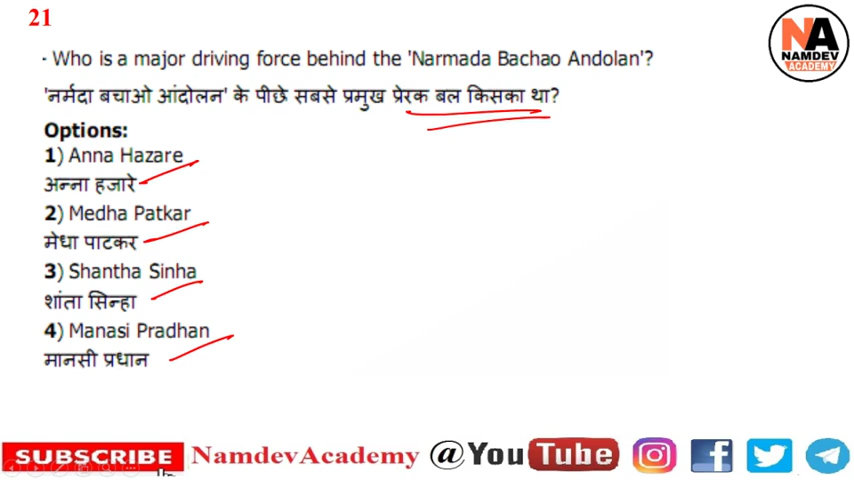 21
NA
NAMDEV
ACADEMY
- Who is a major driving force behind the 'Narmada Bachao Andolan'?
'नर्मदा बचाओ आंदोलन' के पीछे सबसे प्रमुख प्रेरक बल किसका था?
Options:
1) Anna Hazare
अन्ना हजारे
2) Medha Patkar
मेधा पाटकर
3) Shantha Sinha
शांता सिन्हा
4) Manasi Pradhan
मानसी प्रधान
SUBSCRIBE NamdevAcademy @YouTube